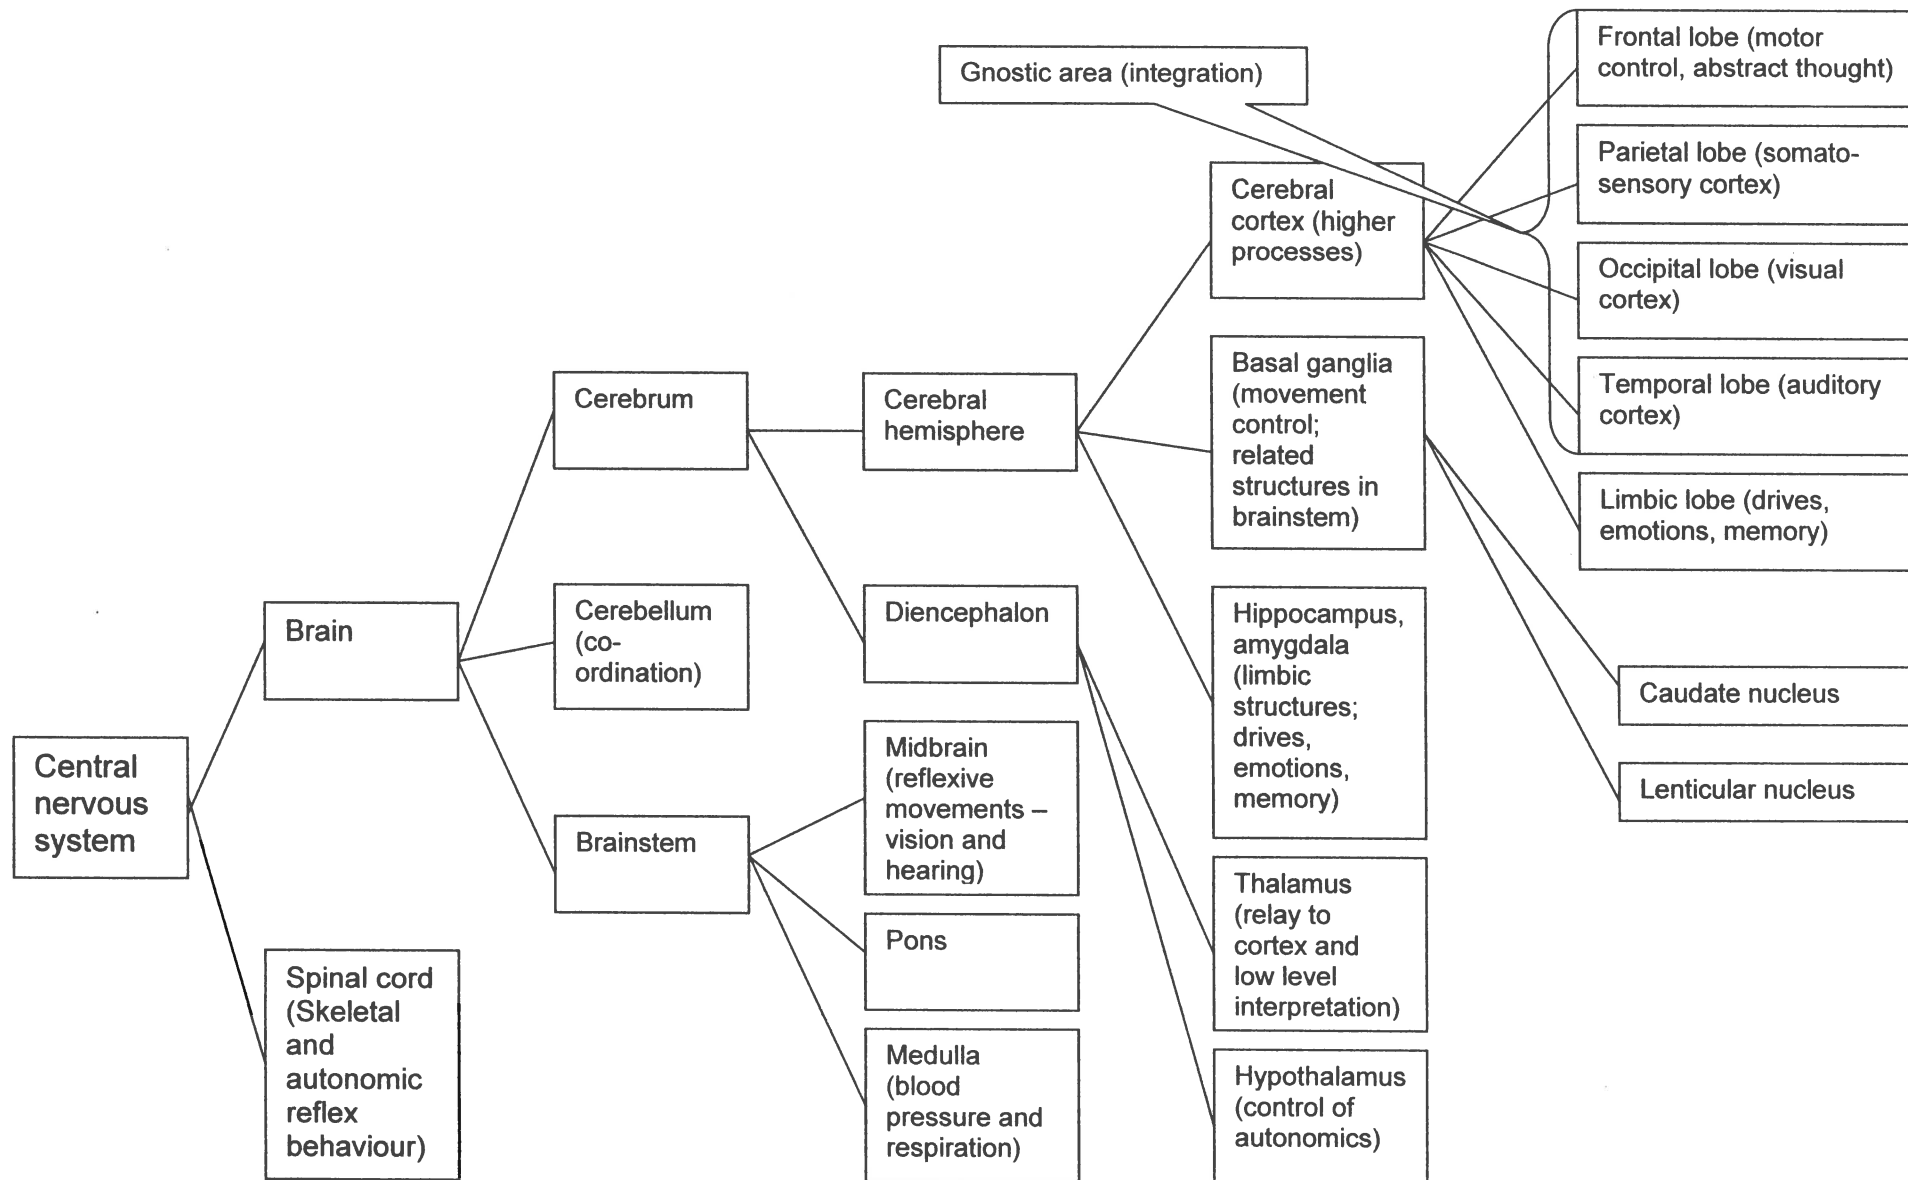 Central
nervous
system
Brain
Spinal cord
(Skeletal
and
autonomic
reflex
behaviour)
Cerebrum
Cerebellum
(co-
ordination)
Brainstem
Cerebral
hemisphere
Diencephalon
Midbrain
(reflexive
movements –
vision and
hearing)
Pons
Medulla
(blood
pressure and
respiration)
Gnostic area (integration)
Cerebral
cortex (higher
processes)
Basal ganglia
(movement
control;
related
structures in
brainstem)
Hippocampus,
amygdala
(limbic
structures;
drives,
emotions,
memory)
Thalamus
(relay to
cortex and
low level
interpretation)
Hypothalamus
(control of
autonomics)
Frontal lobe (motor
control, abstract thought)
Parietal lobe (somato-
sensory cortex)
Occipital lobe (visual
cortex)
Temporal lobe (auditory
cortex)
Limbic lobe (drives,
emotions, memory)
Caudate nucleus
Lenticular nucleus